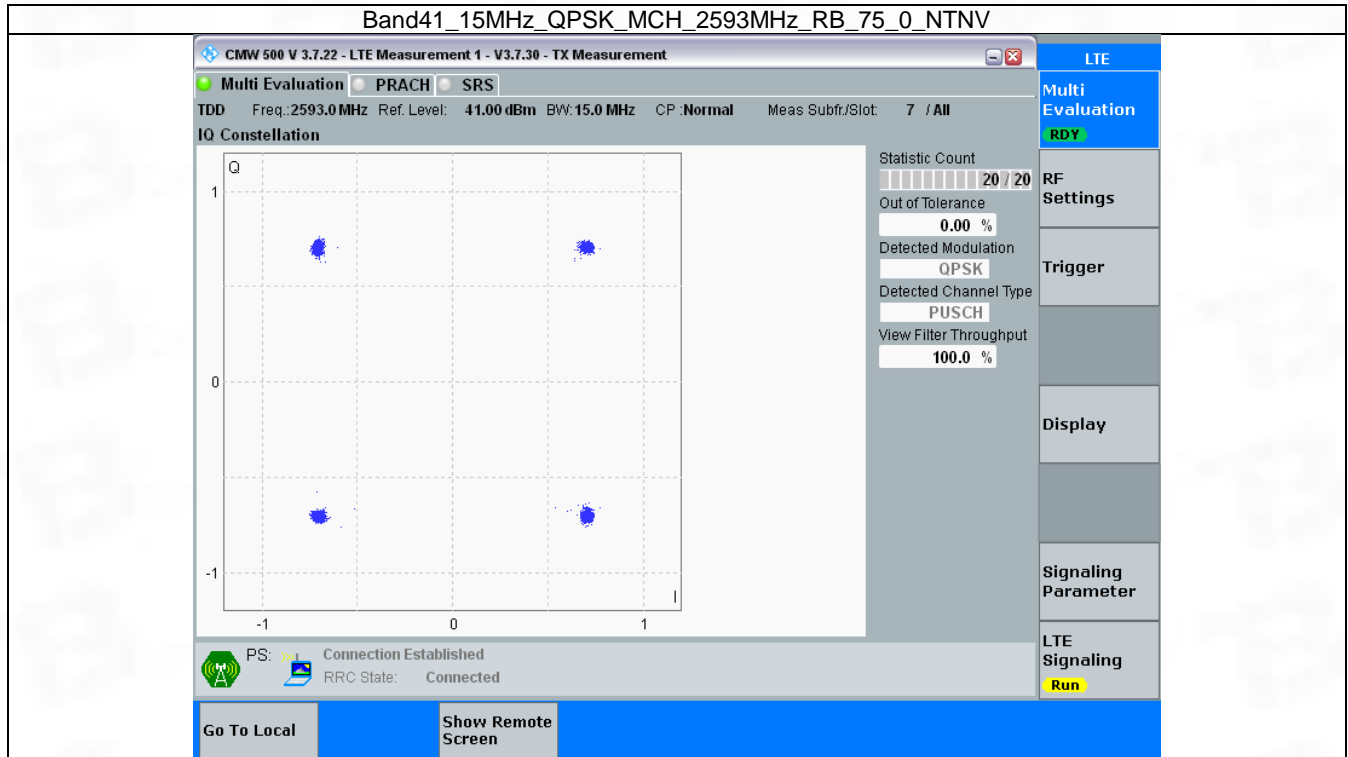 Band41_15MHz_QPSK_MCH_2593MHz_RB_75_0_NTNV
CMW 500 V 3.7.22 - LTE Measurement 1 - V3.7.30 - TX Measurement
LTE
Multi Evaluation PRACH SRS
Multi
Evaluation
RDY
TDD Freq.:2593.0 MHz Ref. Level: 41.00 dBm BW:15.0 MHz CP :Normal Meas Subfr./Slot: 7 / All
IQ Constellation
Q
1
0
-1
I
-1 0 1
Statistic Count
20 / 20
Out of Tolerance
0.00 %
Detected Modulation
QPSK
Detected Channel Type
PUSCH
View Filter Throughput
100.0 %
RF
Settings
Trigger
Display
Signaling
Parameter
LTE
Signaling
Run
PS: Connection Established
RRC State: Connected
Go To Local
Show Remote
Screen